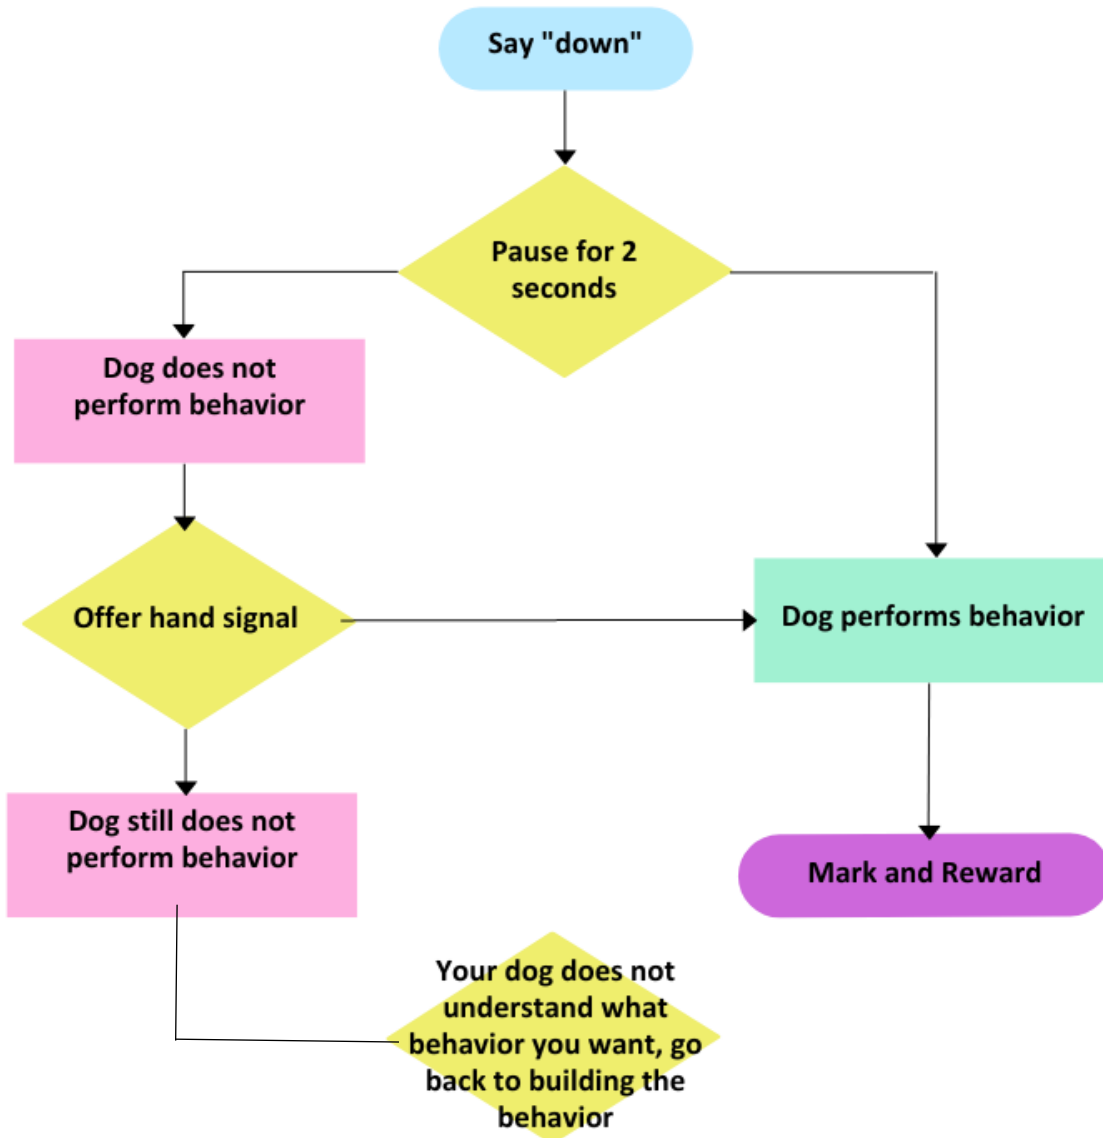 Say "down"
Pause for 2
seconds
Dog does not
perform behavior
Offer hand signal
Dog performs behavior
Dog still does not
perform behavior
Mark and Reward
Your dog does not
understand what
behavior you want, go
back to building the
behavior